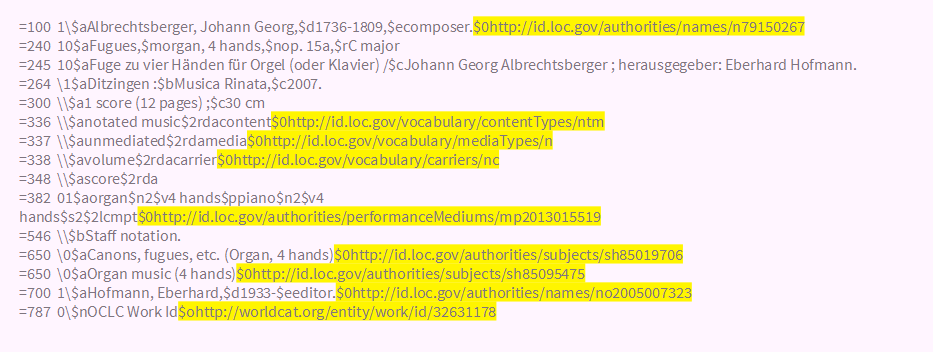 =100 1\$aAlbrechtsberger, Johann Georg,$d1736-1809,$ecomposer.$0http://id.loc.gov/authorities/names/n79150267
=240 10$aFugues,$morgan, 4 hands,$nop. 15a,$rC major
=245 10$aFuge zu vier Händen für Orgel (oder Klavier) /$cJohann Georg Albrechtsberger ; herausgegeber: Eberhard Hofmann.
=264 \1$aDitzingen :$bMusica Rinata,$c2007.
=300 \\$a1 score (12 pages) ;$c30 cm
=336 \\$anotated music$2rdacontent$0http://id.loc.gov/vocabulary/contentTypes/ntm
=337 \\$aunmediated$2rdamedia$0http://id.loc.gov/vocabulary/mediaTypes/n
=338 \\$avolume$2rdacarrier$0http://id.loc.gov/vocabulary/carriers/nc
=348 \\$ascore$2rda
=382 01$aorgan$n2$v4 hands$ppiano$n2$v4
hands$s2$2lcmpt$0http://id.loc.gov/authorities/performanceMediums/mp2013015519
=546 \\$bStaff notation.
=650 \0$aCanons, fugues, etc. (Organ, 4 hands)$0http://id.loc.gov/authorities/subjects/sh85019706
=650 \0$aOrgan music (4 hands)$0http://id.loc.gov/authorities/subjects/sh85095475
=700 1\$aHofmann, Eberhard,$d1933-$eeditor.$0http://id.loc.gov/authorities/names/no2005007323
=787 0\$nOCLC Work Id$ohttp://worldcat.org/entity/work/id/32631178